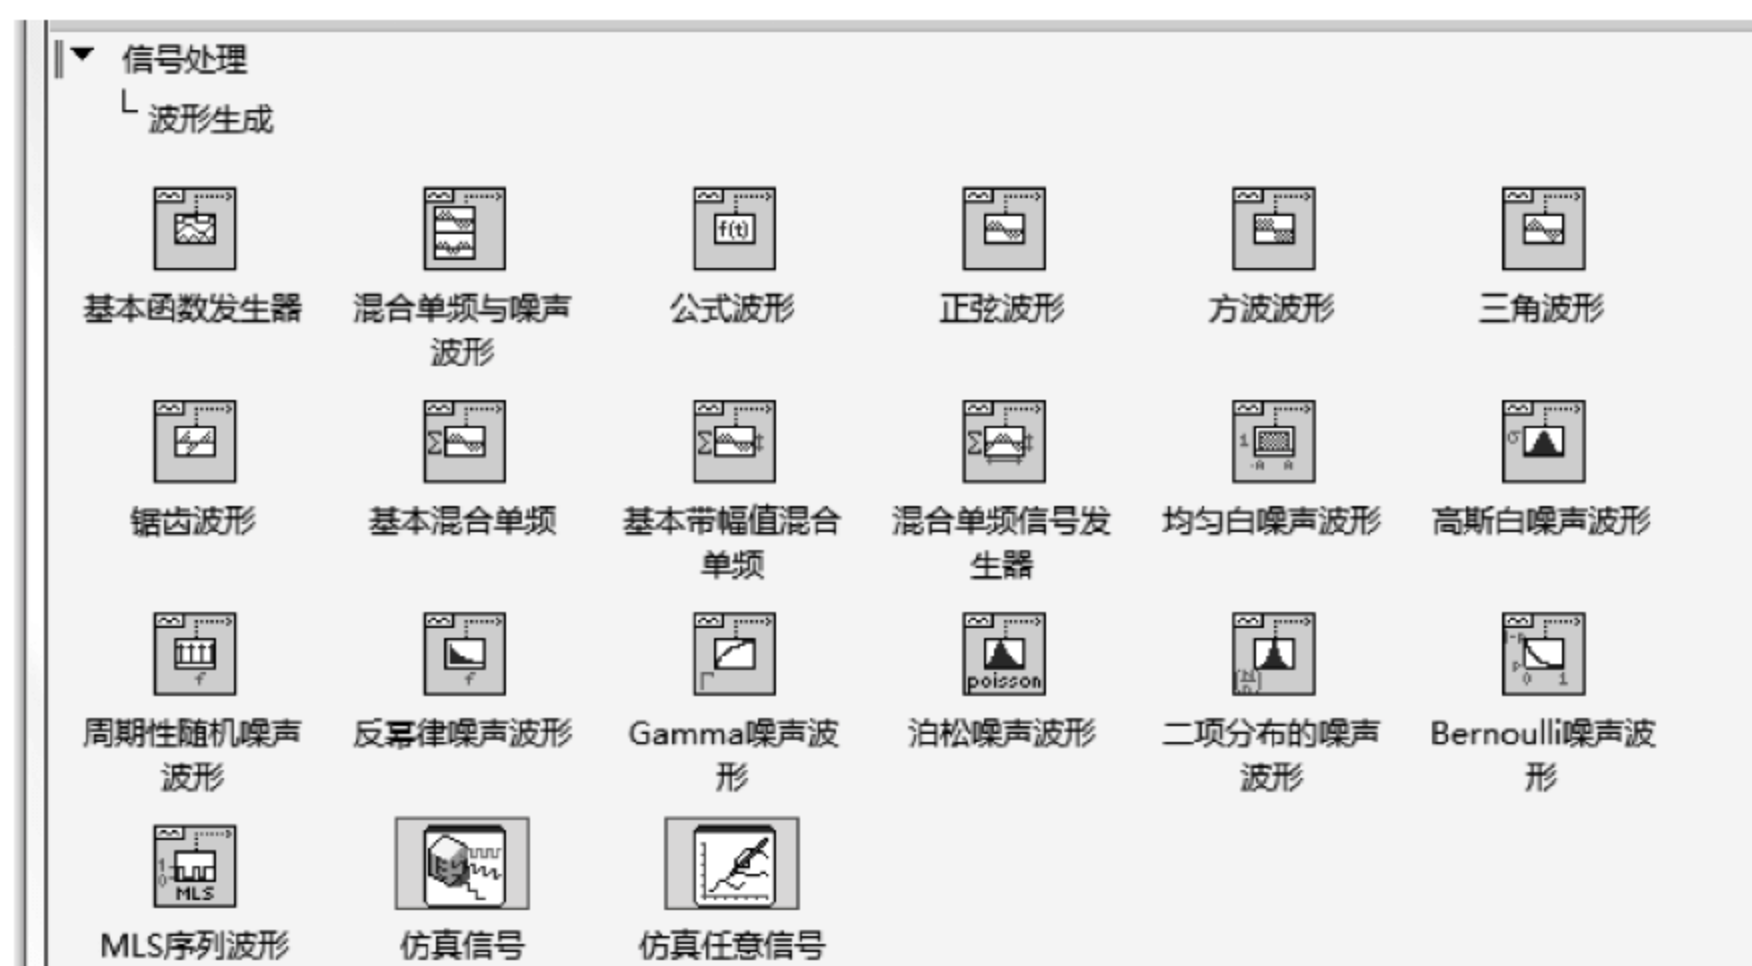 信号处理
波形生成
f(t)
基本函数发生器
混合单频与噪声
波形
公式波形
正弦波形
方波波形
三角波形
Σ
Σ
Σ
1
-A A
σ
锯齿波形
基本混合单频
基本带幅值混合
单频
混合单频信号发
生器
均匀白噪声波形
高斯白噪声波形
f
f
Γ
poisson
1-p
p
0 1
周期性随机噪声
波形
反幂律噪声波形
Gamma噪声波
形
泊松噪声波形
二项分布的噪声
波形
Bernoulli噪声波
形
1
0
MLS
MLS序列波形
仿真信号
仿真任意信号